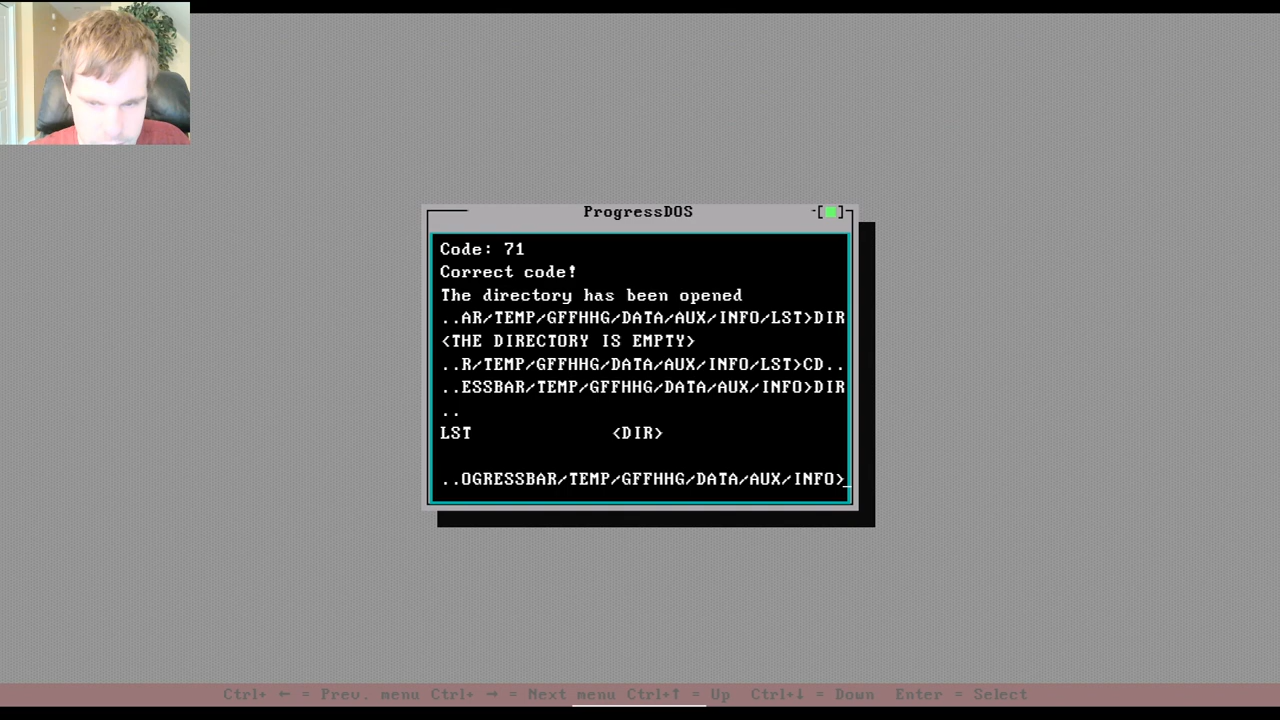 ProgressDOS
Code: 71
Correct code!
The directory has been opened
..AR/TEMP/GFFHHG/DATA/AUX/INFO/LST>DIR
<THE DIRECTORY IS EMPTY>
..R/TEMP/GFFHHG/DATA/AUX/INFO/LST>CD..
..ESSBAR/TEMP/GFFHHG/DATA/AUX/INFO>DIR
..
LST <DIR>
..OGRESSBAR/TEMP/GFFHHG/DATA/AUX/INFO>_
Ctrl+ ← = Prev. menu Ctrl+ → = Next menu Ctrl+↑ = Up Ctrl+↓ = Down Enter = Select